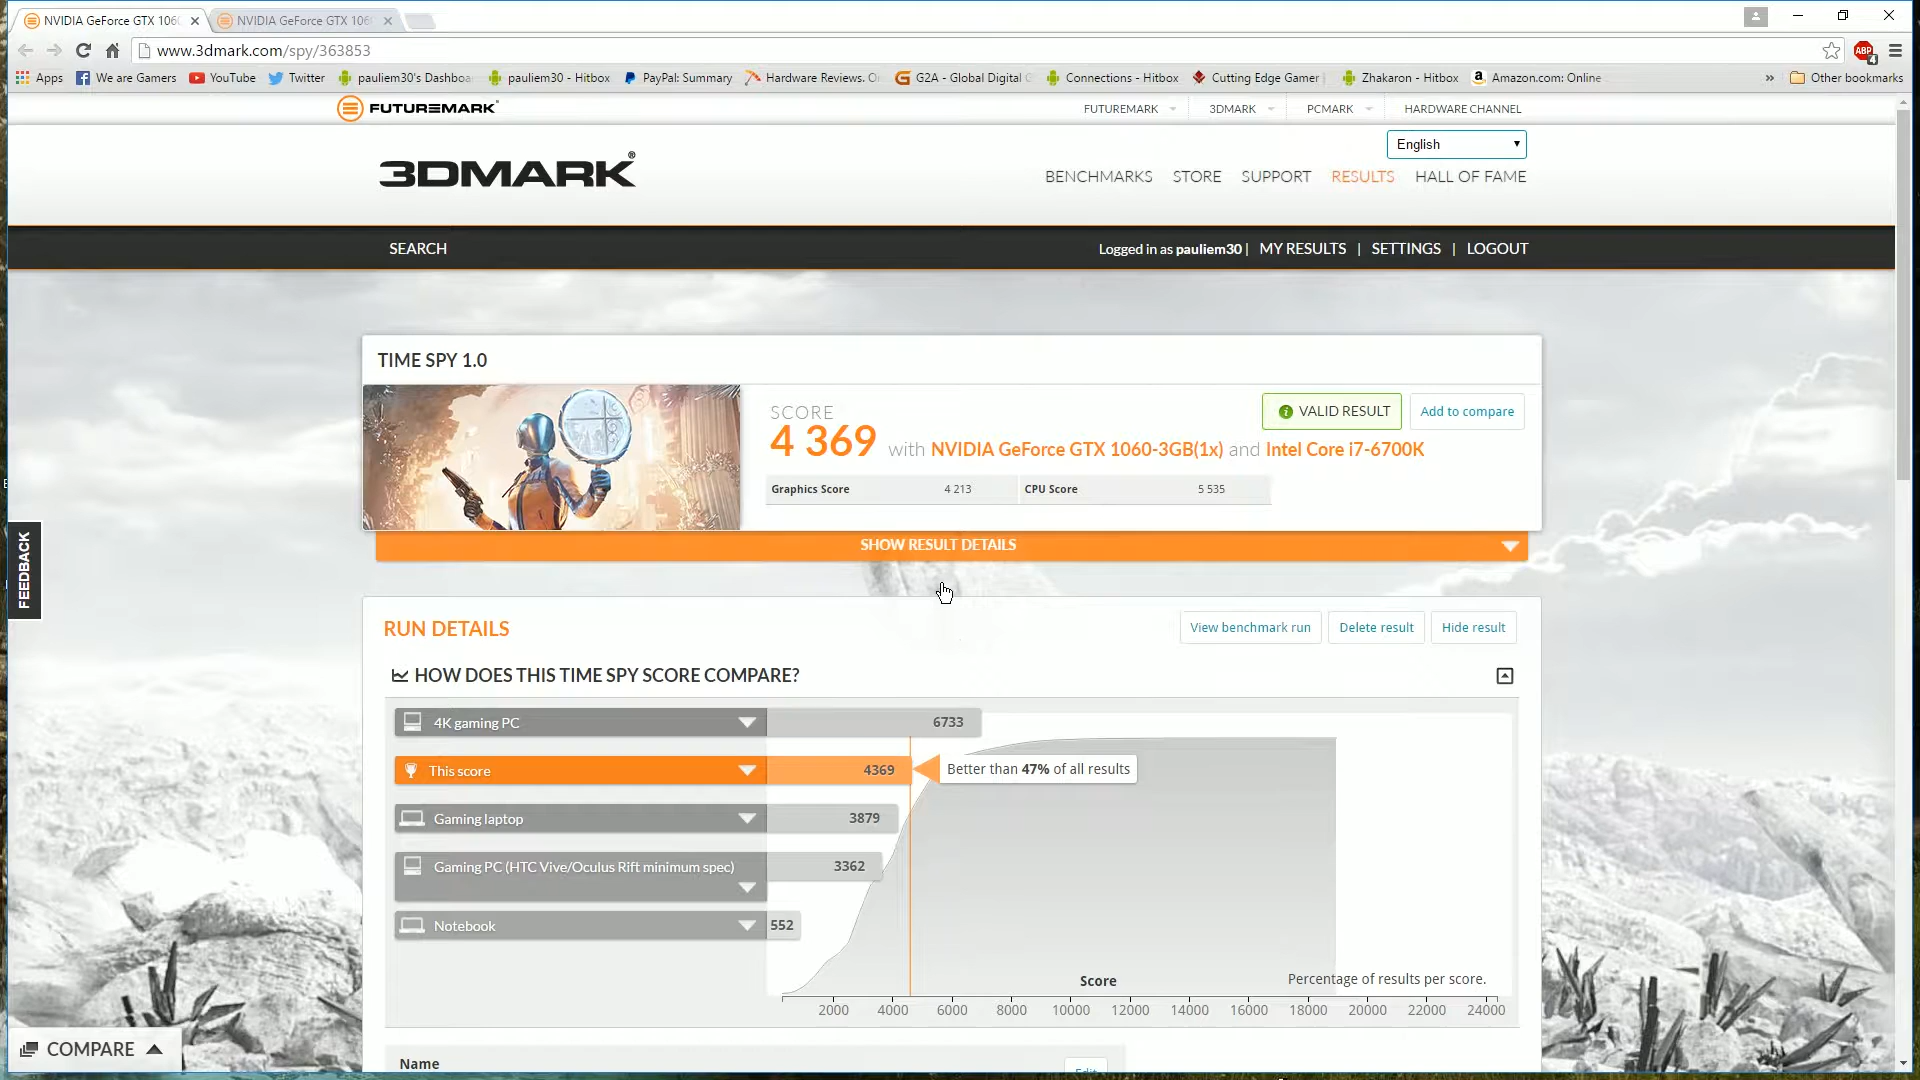 NVIDIA GeForce GTX 106
NVIDIA GeForce GTX 106
www.3dmark.com/spy/363853
ABP
4
Apps
We are Gamers
YouTube
Twitter
pauliem30's Dashboa
pauliem30 - Hitbox
PayPal: Summary
Hardware Reviews. O
G2A - Global Digital
Connections - Hitbox
Cutting Edge Gamer
Zhakaron - Hitbox
Amazon.com: Online
»
Other bookmarks
FUTUREMARK
FUTUREMARK
3DMARK
PCMARK
HARDWARE CHANNEL
English
3DMARK®
BENCHMARKS STORE SUPPORT RESULTS HALL OF FAME
SEARCH
Logged in as pauliem30 | MY RESULTS | SETTINGS | LOGOUT
TIME SPY 1.0
SCORE
VALID RESULT
Add to compare
4 369 with NVIDIA GeForce GTX 1060-3GB(1x) and Intel Core i7-6700K
Graphics Score 4 213 CPU Score 5 535
SHOW RESULT DETAILS
FEEDBACK
RUN DETAILS
View benchmark run
Delete result
Hide result
HOW DOES THIS TIME SPY SCORE COMPARE?
4K gaming PC 6733
This score 4369
Better than 47% of all results
Gaming laptop 3879
Gaming PC (HTC Vive/Oculus Rift minimum spec) 3362
Notebook 552
Score
Percentage of results per score.
2000 4000 6000 8000 10000 12000 14000 16000 18000 20000 22000 24000
COMPARE
Name
Edit